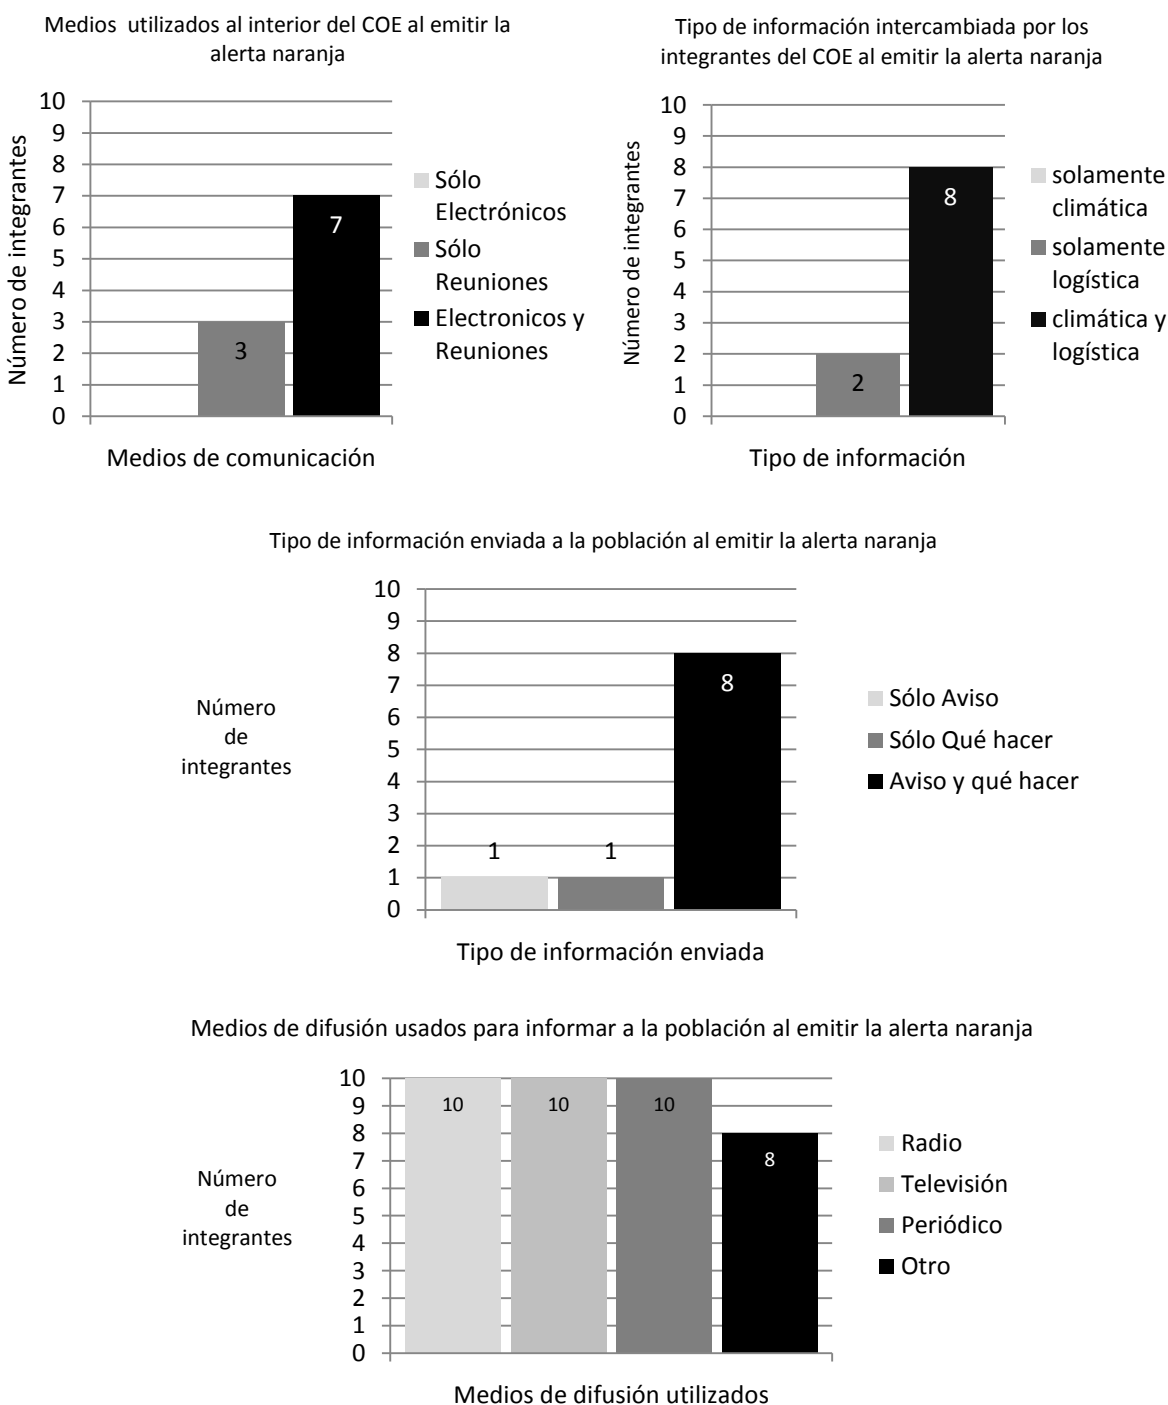 Medios  utilizados al interior del COE al emitir la
alerta naranja
10
9
8
7
6
5
4
3
2
1
0
Número de integrantes
3
7
Medios de comunicación
Sólo
Electrónicos
Sólo
Reuniones
Electronicos y
Reuniones
Tipo de información intercambiada por los
integrantes del COE al emitir la alerta naranja
10
9
8
7
6
5
4
3
2
1
0
Número de integrantes
2
8
Tipo de información
solamente
climática
solamente
logística
climática y
logística
Tipo de información enviada a la población al emitir la alerta naranja
Número
de
integrantes
10
9
8
7
6
5
4
3
2
1
0
1
1
8
Tipo de información enviada
Sólo Aviso
Sólo Qué hacer
Aviso y qué hacer
Medios de difusión usados para informar a la población al emitir la alerta naranja
Número
de
integrantes
10
9
8
7
6
5
4
3
2
1
0
10
10
10
8
Medios de difusión utilizados
Radio
Televisión
Periódico
Otro